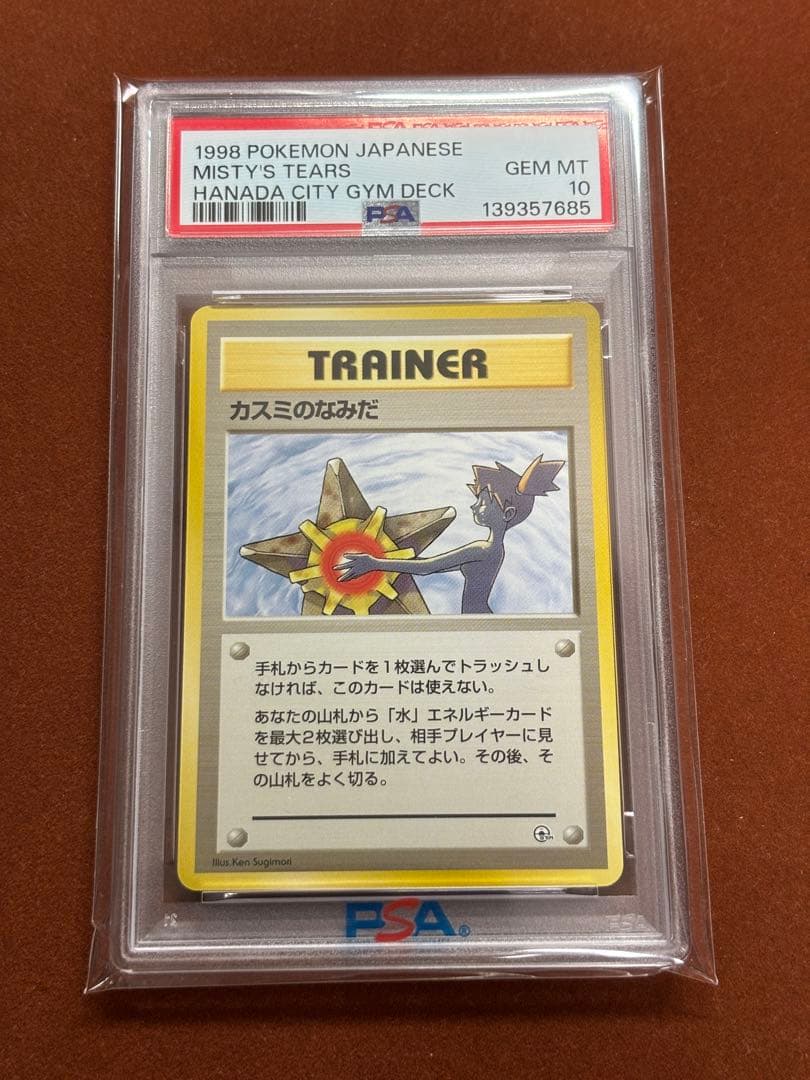 1998 POKEMON JAPANESE
MISTY'S TEARS
GEM MT
HANADA CITY GYM DECK
10
PSA
139357685
TRAINER
カスミのなみだ
手札からカードを1枚選んでトラッシュし
なければ、このカードは使えない。
あなたの山札から「水」エネルギーカード
を最大2枚選び出し、相手プレイヤーに見
せてから、手札に加えてよい。その後、そ
の山札をよく切る。
Illus.Ken Sugimori
PSA®